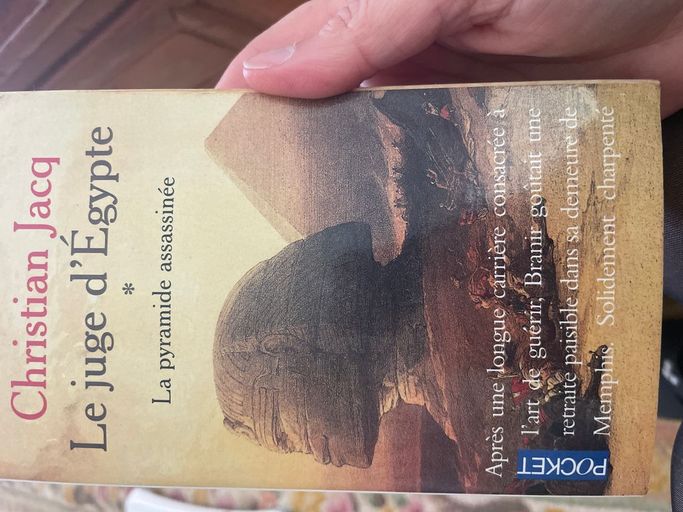 Christian Jacq
Le juge d'Égypte
*
La pyramide assassinée
Après une longue carrière consacrée à
l'art de guérir, Branir goûtait une
retraite paisible dans sa demeure de
Memphis. Solidement charpenté
POCKET